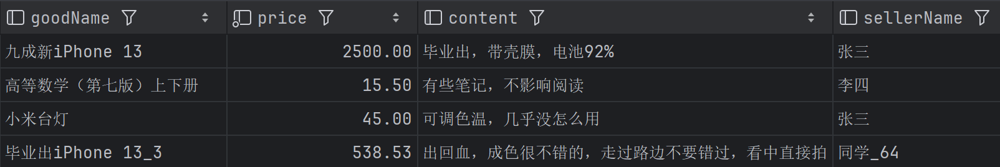 goodName price content sellerName
九成新iPhone 13 2500.00 毕业出，带壳膜，电池92% 张三
高等数学（第七版）上下册 15.50 有些笔记，不影响阅读 李四
小米台灯 45.00 可调色温，几乎没怎么用 张三
毕业出iPhone 13_3 538.53 出回血，成色很不错的，走过路边不要错过，看中直接拍 同学_64